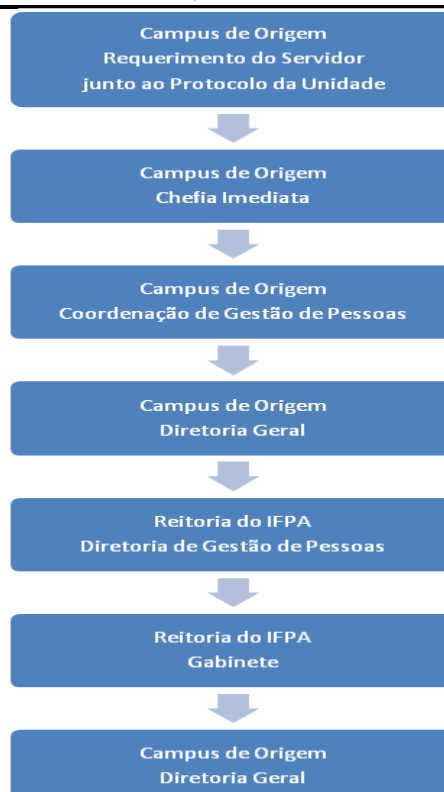 Campus de Origem
Requerimento do Servidor
junto ao Protocolo da Unidade
Campus de Origem
Chefia Imediata
Campus de Origem
Coordenação de Gestão de Pessoas
Campus de Origem
Diretoria Geral
Reitoria do IFPA
Diretoria de Gestão de Pessoas
Reitoria do IFPA
Gabinete
Campus de Origem
Diretoria Geral